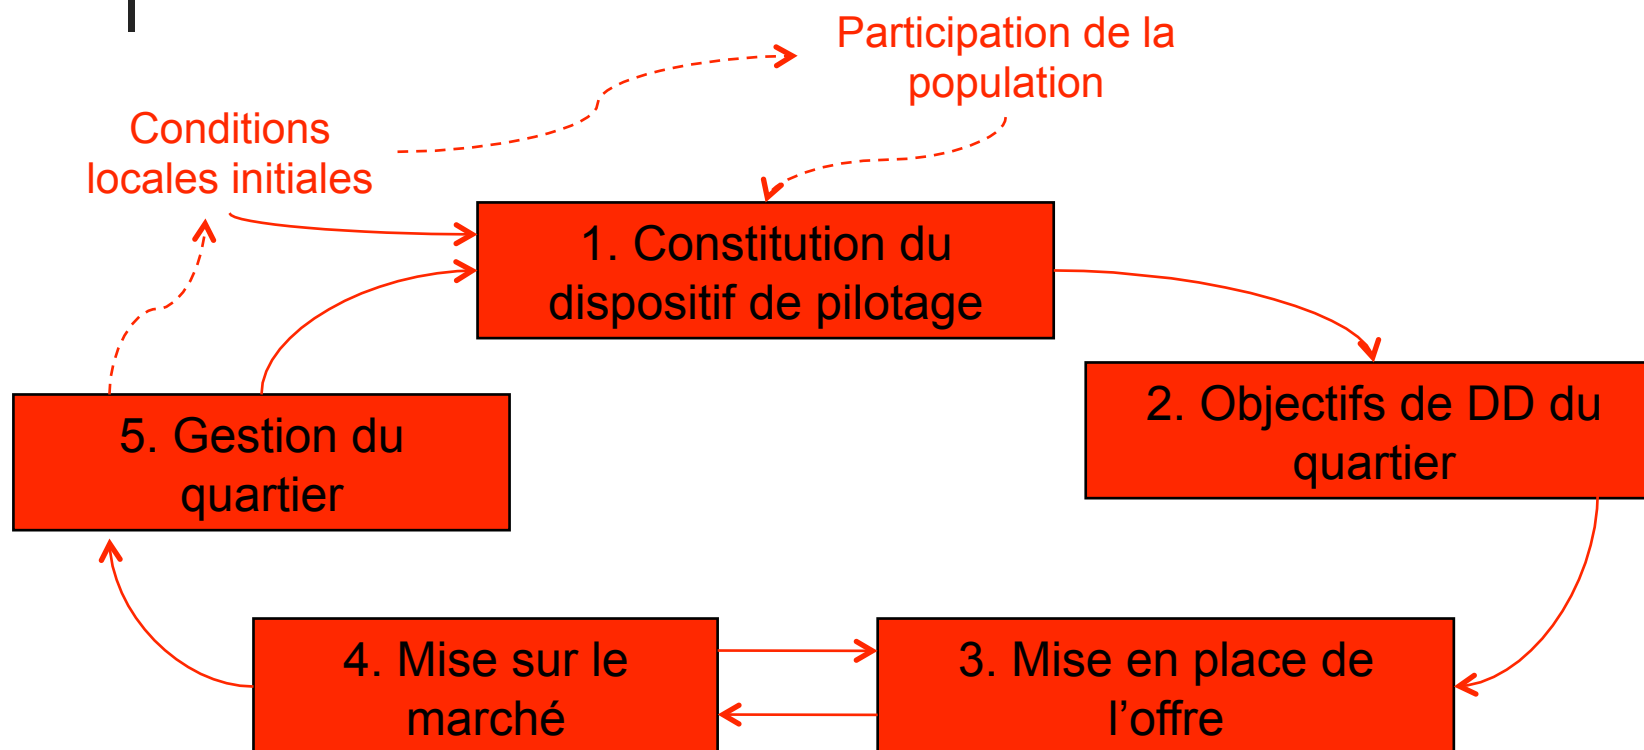 Participation de la
population
Conditions
locales initiales
1. Constitution du
dispositif de pilotage
2. Objectifs de DD du
quartier
5. Gestion du
quartier
4. Mise sur le
marché
3. Mise en place de
l’offre